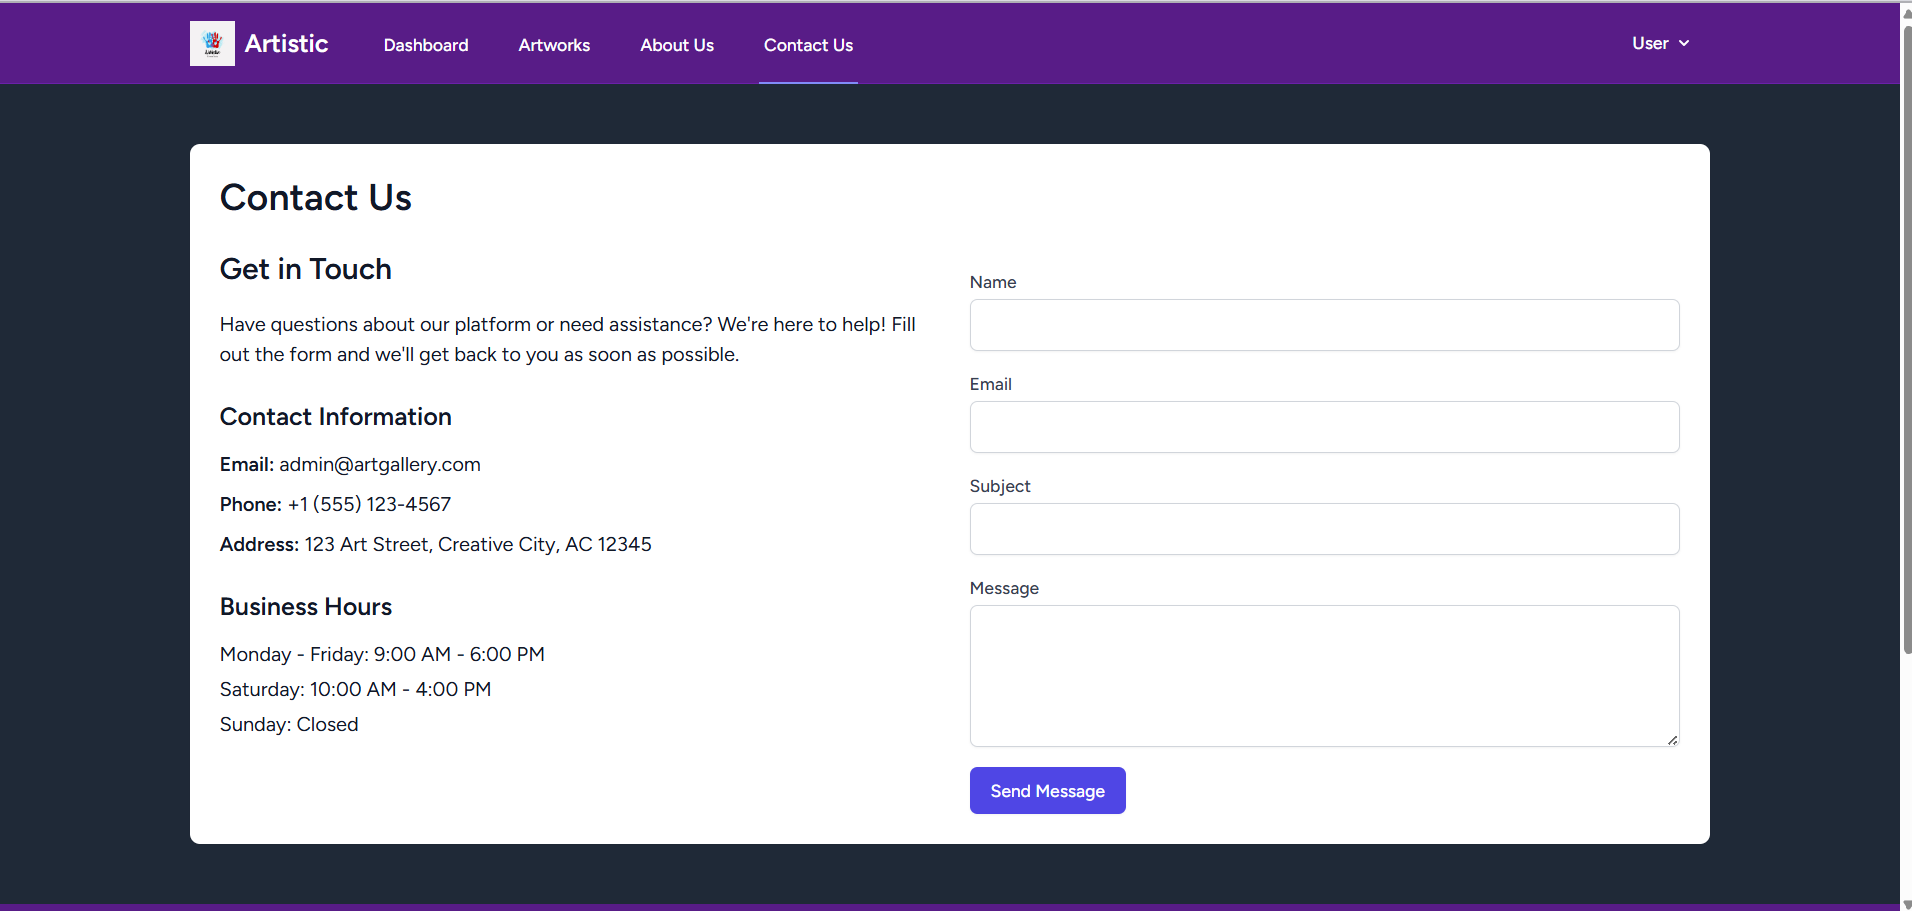 Artistic
Dashboard
Artworks
About Us
Contact Us
User
Contact Us
Get in Touch
Have questions about our platform or need assistance? We're here to help! Fill
out the form and we'll get back to you as soon as possible.
Contact Information
Email: admin@artgallery.com
Phone: +1 (555) 123-4567
Address: 123 Art Street, Creative City, AC 12345
Business Hours
Monday - Friday: 9:00 AM - 6:00 PM
Saturday: 10:00 AM - 4:00 PM
Sunday: Closed
Name
Email
Subject
Message
Send Message